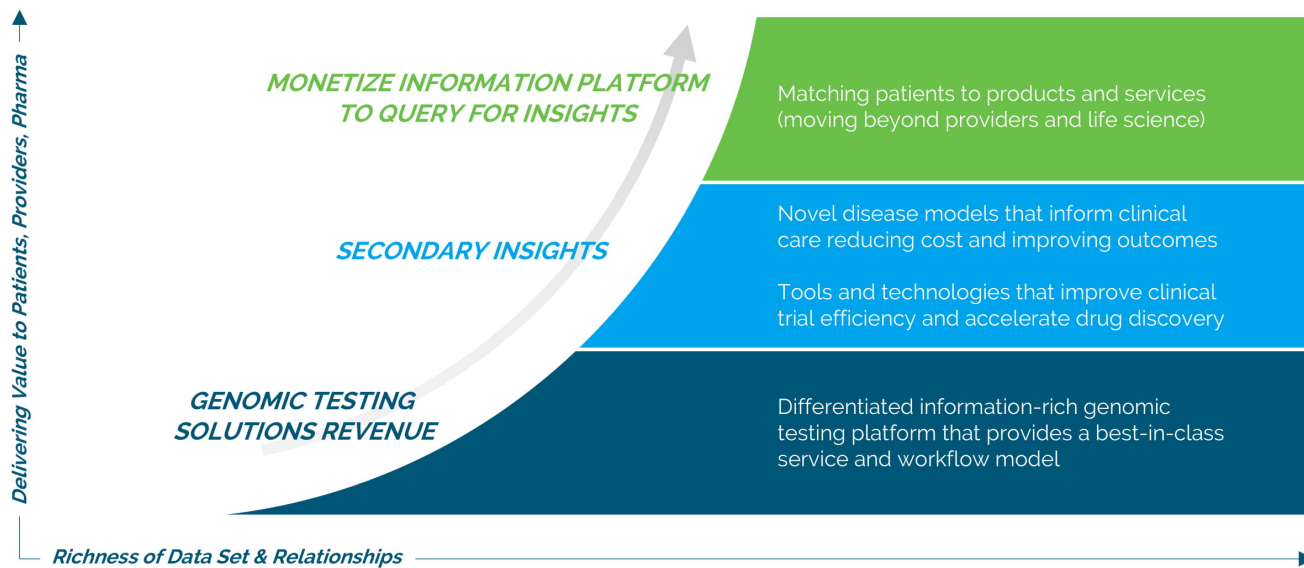 Delivering Value to Patients, Providers, Pharma
MONETIZE INFORMATION PLATFORM
TO QUERY FOR INSIGHTS
Matching patients to products and services
(moving beyond providers and life science)
SECONDARY INSIGHTS
Novel disease models that inform clinical
care reducing cost and improving outcomes
Tools and technologies that improve clinical
trial efficiency and accelerate drug discovery
GENOMIC TESTING
SOLUTIONS REVENUE
Differentiated information-rich genomic
testing platform that provides a best-in-class
service and workflow model
Richness of Data Set & Relationships